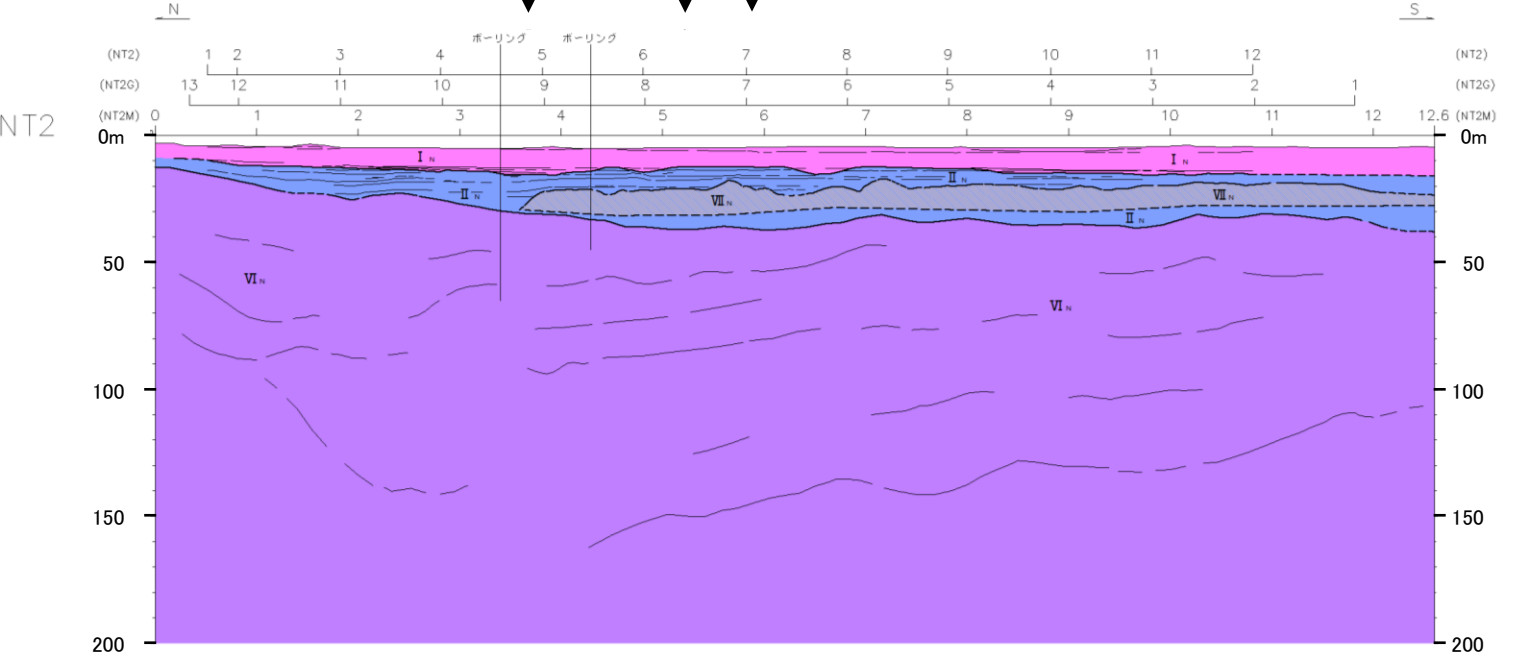 N S
ボーリング ボーリング
(NT2) 1 2 3 4 5 6 7 8 9 10 11 12 (NT2)
(NT2G) 13 12 11 10 9 8 7 6 5 4 3 2 1 (NT2G)
NT2 (NT2M) 0 1 2 3 4 5 6 7 8 9 10 11 12 12.6 (NT2M)
0m 0m
I N I N
II
II N VII N VII N
II N
50 50
VI N
VI N
100 100
150 150
200 200